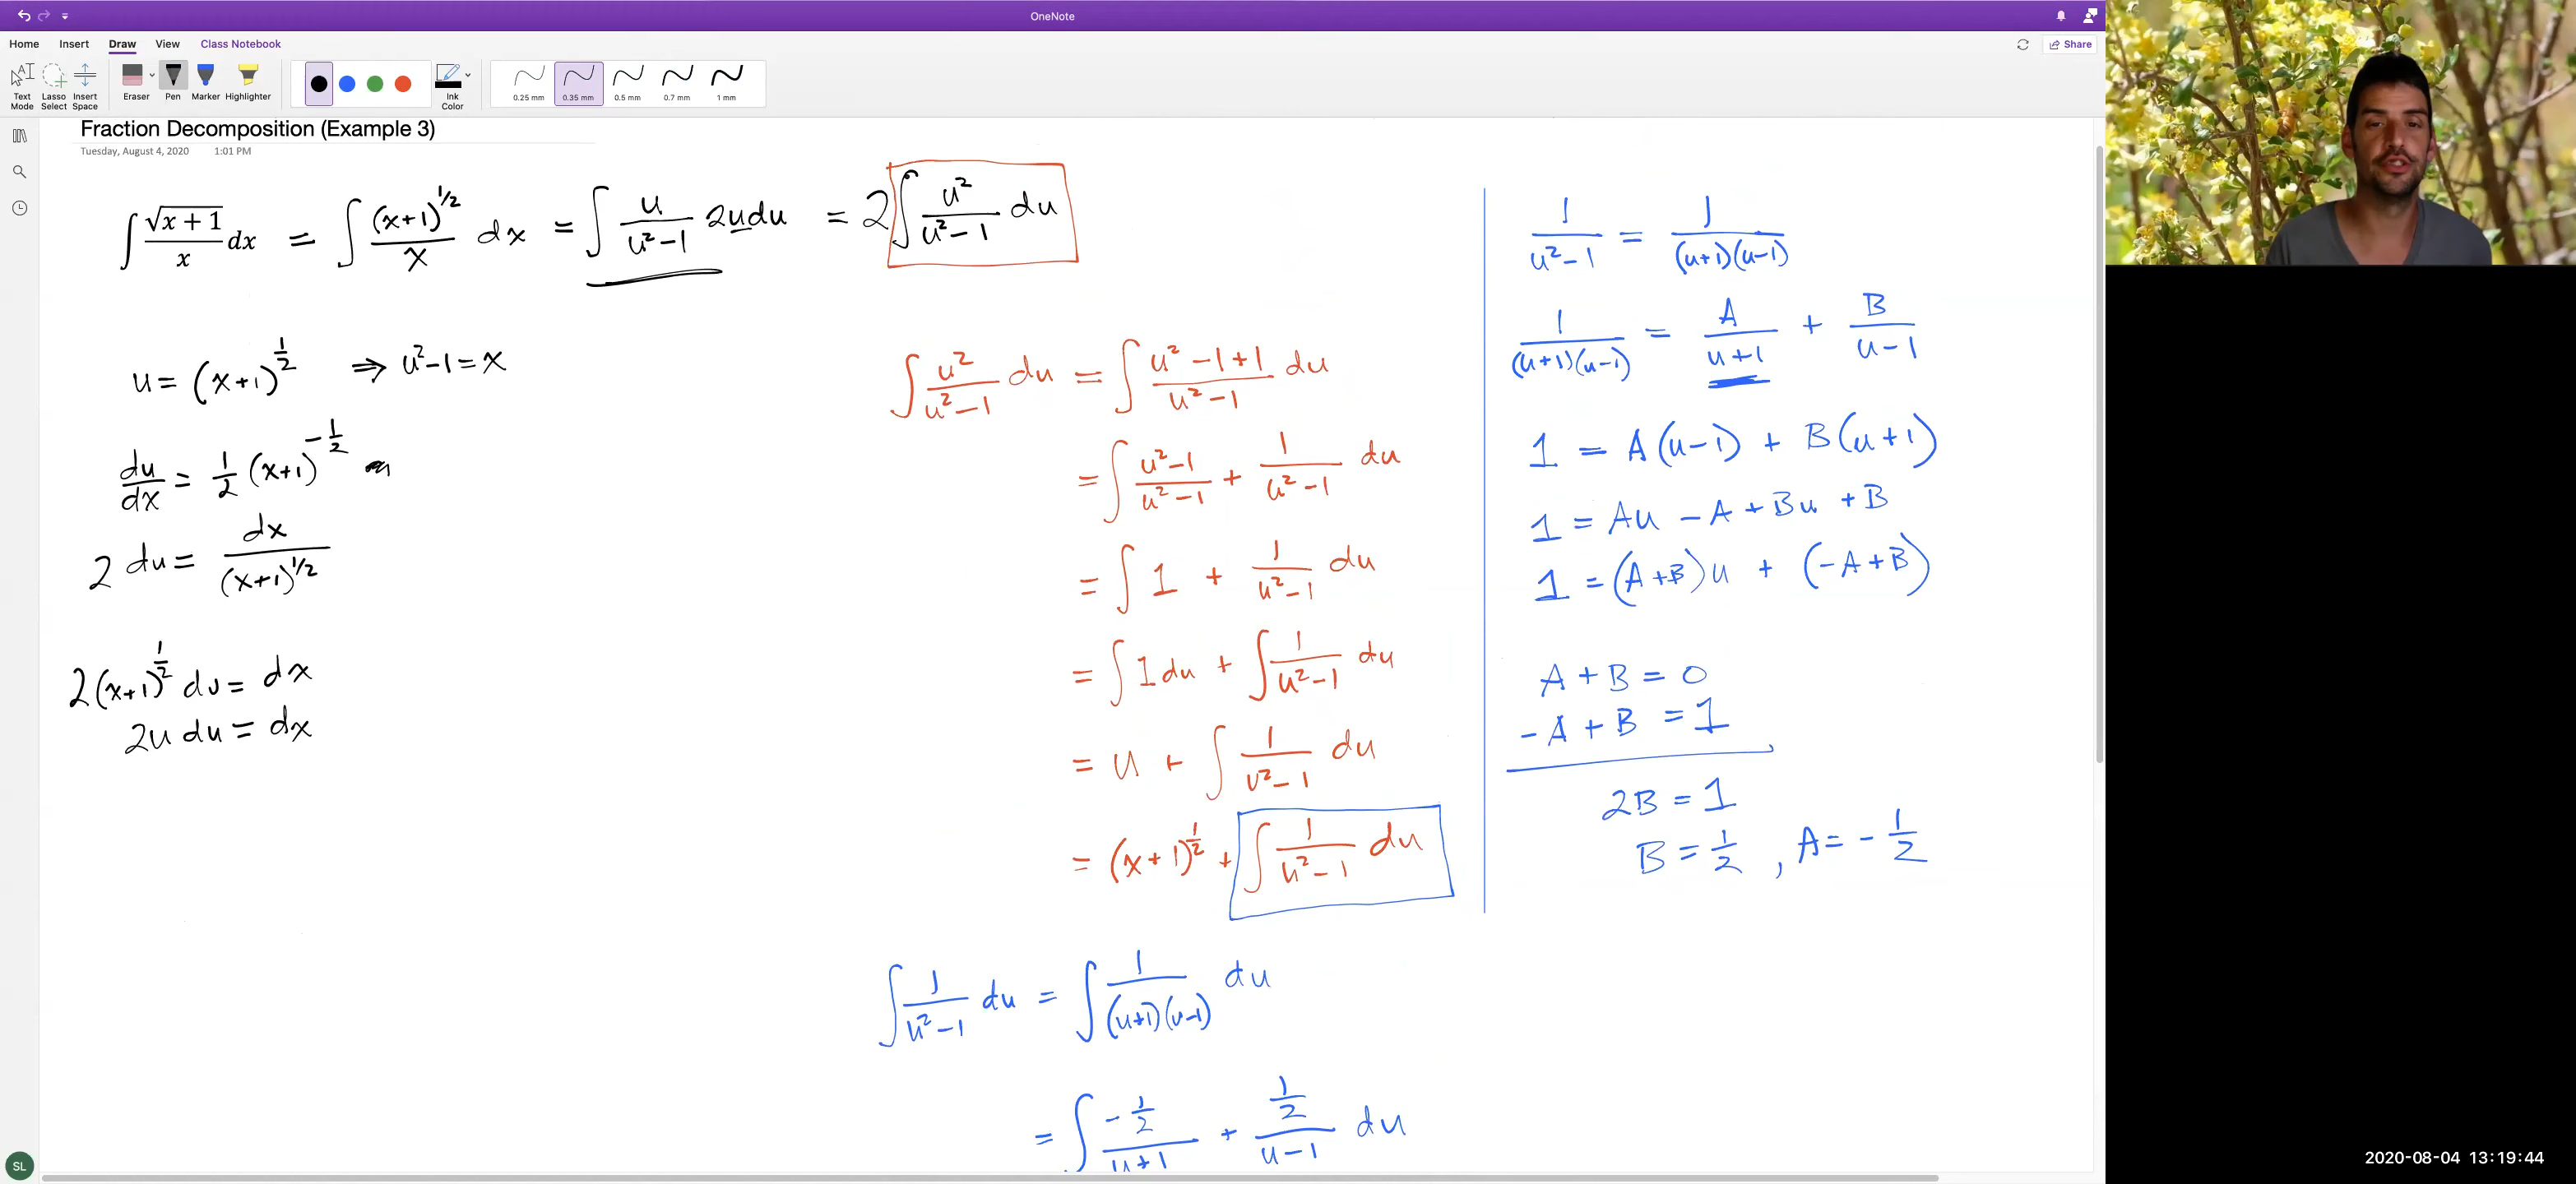 OneNote
Home Insert Draw View Class Notebook
Share
Text Mode
Lasso Select
Insert Space
Eraser
Pen
Marker
Highlighter
Ink Color
0.25 mm
0.35 mm
0.5 mm
0.7 mm
1 mm
Fraction Decomposition (Example 3)
Tuesday, August 4, 2020 1:01 PM
∫ √(x + 1)/x dx = ∫ (x+1)^(1/2)/x dx = ∫ u/(u²-1) 2u du = 2 ∫ u²/(u²-1) du
u = (x+1)^(1/2) ⇒ u²-1 = x
du/dx = 1/2 (x+1)^(-1/2)
2 du = dx/(x+1)^(1/2)
2(x+1)^(1/2) du = dx
2u du = dx
∫ u²/(u²-1) du = ∫ (u²-1+1)/(u²-1) du
= ∫ (u²-1)/(u²-1) + 1/(u²-1) du
= ∫ 1 + 1/(u²-1) du
= ∫ 1 du + ∫ 1/(u²-1) du
= u + ∫ 1/(u²-1) du
= (x+1)^(1/2) + ∫ 1/(u²-1) du
∫ 1/(u²-1) du = ∫ 1/((u+1)(u-1)) du
= ∫ (-1/2)/(u+1) + (1/2)/(u-1) du
1/(u²-1) = 1/((u+1)(u-1))
1/((u+1)(u-1)) = A/(u+1) + B/(u-1)
1 = A(u-1) + B(u+1)
1 = Au - A + Bu + B
1 = (A+B)u + (-A+B)
A + B = 0
-A + B = 1
2B = 1
B = 1/2 , A = -1/2
SL
2020-08-04 13:19:44